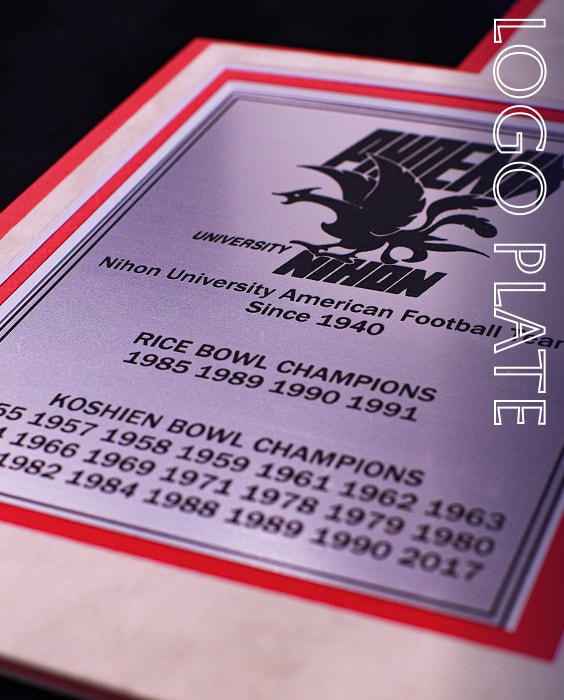 LOGO PLATE
PHOENIX
UNIVERSITY
NIHON
Nihon University American Football Team
Since 1940
RICE BOWL CHAMPIONS
1985 1989 1990 1991
KOSHIEN BOWL CHAMPIONS
55 1957 1958 1959 1961 1962 1963
1966 1969 1971 1978 1979 1980
1982 1984 1988 1989 1990 2017